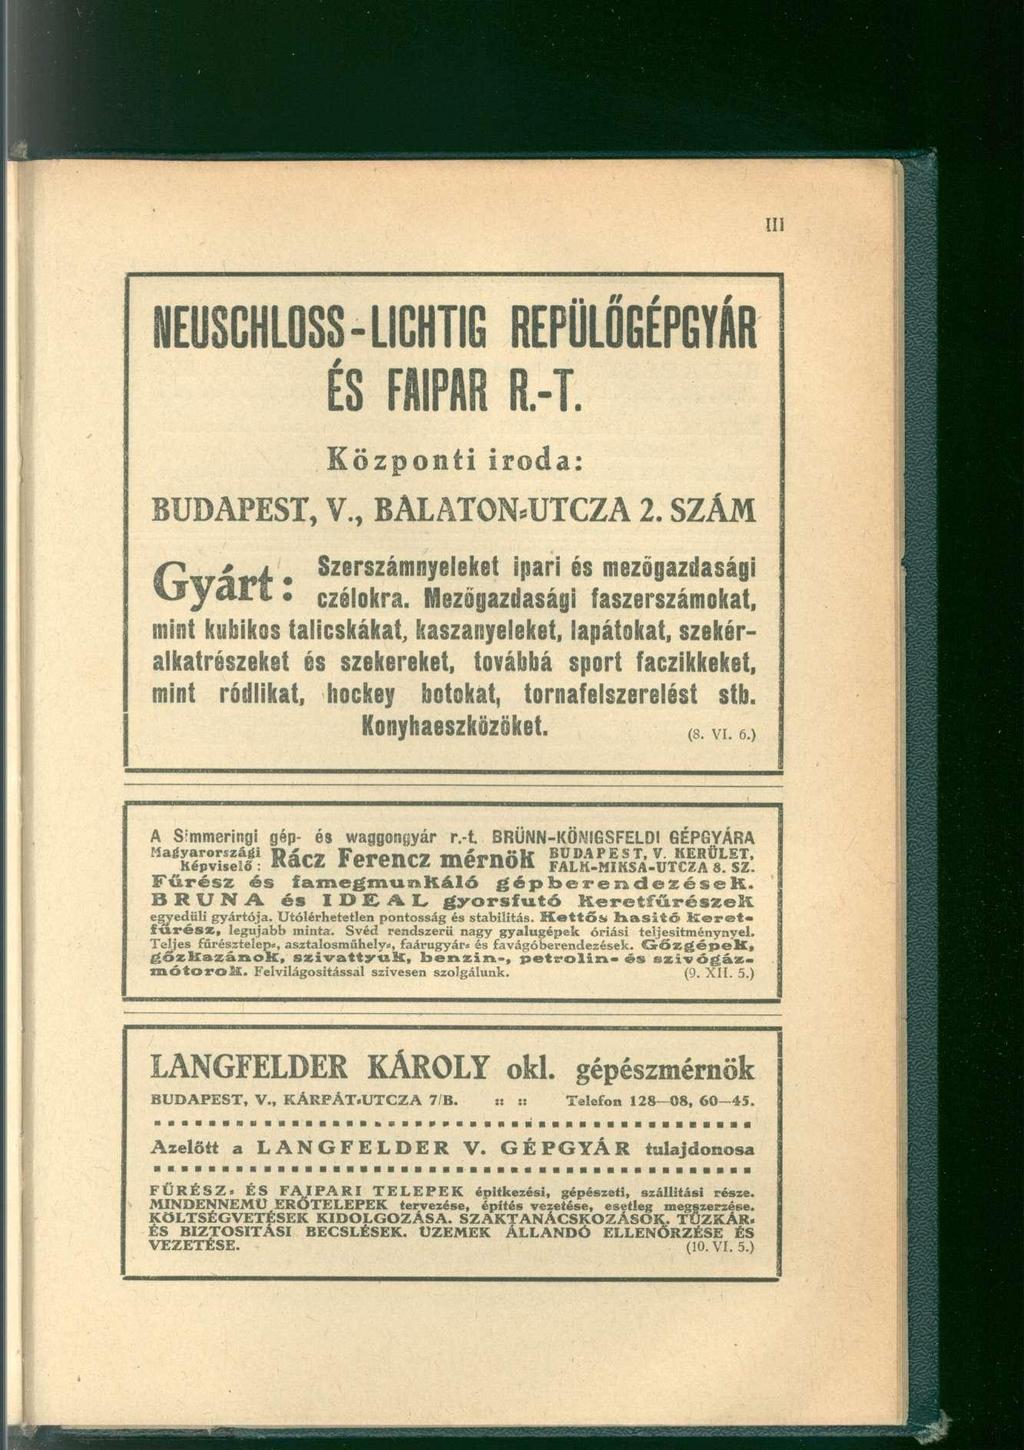 III
NEUSCHLOSS-LICHTIG REPÜLŐGÉPGYÁR
ÉS FAIPAR R.-T.
Központi iroda:
BUDAPEST, V., BALATON-UTCZA 2. SZÁM
Gyárt: Szerszámnyeleket ipari és mezőgazdasági
czélokra. Mezőgazdasági faszerszámokat,
mint kubikos talicskákat, kaszanyeleket, lapátokat, szekér-
alkatrészeket és szekereket, továbbá sport faczikkeket,
mint ródlikat, hockey botokat, tornafelszerelést stb.
Konyhaeszközöket. (8. VI. 6.)
A Simmeringi gép- és waggongyár r.-t. BRÜNN-KÖNIGSFELDI GÉPGYÁRA
Magyarországi Képviselő: Rácz Ferencz mérnök BUDAPEST, V. KERÜLET, FALK-MIKSA-UTCZA 8. SZ.
Fűrész és famegmunkáló gépberendezések.
BRUNA és IDEAL gyorsfutó Keretfűrészek
egyedüli gyártója. Utólérhetetlen pontosság és stabilitás. Kettős hasító Keret-
fűrész, legujabb minta. Svéd rendszerü nagy gyalugépek óriási teljesitménynyel.
Teljes fűrésztelep-, asztalosműhely-, faárugyár- és favágóberendezések. Gőzgépek,
gőzkazánok, szivattyuk, benzin-, petrolin- és szivógáz-
mótorok. Felvilágositással szivesen szolgálunk. (9. XII. 5.)
LANGFELDER KÁROLY okl. gépészmérnök
BUDAPEST, V., KÁRPÁT-UTCZA 7/B. :: :: Telefon 128—08, 60—45.
Azelőtt a LANGFELDER V. GÉPGYÁR tulajdonosa
FŰRÉSZ- ÉS FAIPARI TELEPEK épitkezési, gépészeti, szállitási része.
MINDENNEMŰ ERŐTELEPEK tervezése, épités vezetése, esetleg megszerzése.
KÖLTSÉGVETÉSEK KIDOLGOZÁSA. SZAKTANÁCSKOZÁSOK. TŰZKÁR-
ÉS BIZTOSITÁSI BECSLÉSEK. ÜZEMEK ÁLLANDÓ ELLENŐRZÉSE ÉS
VEZETÉSE. (10. VI. 5.)